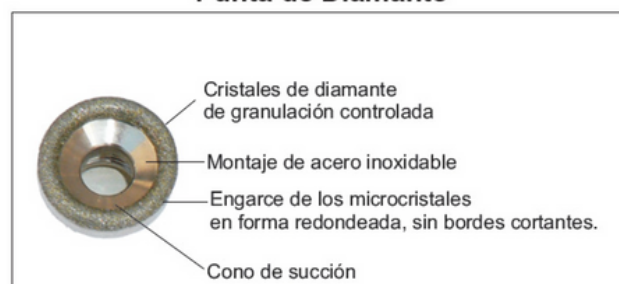 Punta de Diamante
Cristales de diamante
de granulación controlada
Montaje de acero inoxidable
Engarce de los microcristales
en forma redondeada, sin bordes cortantes.
Cono de succión